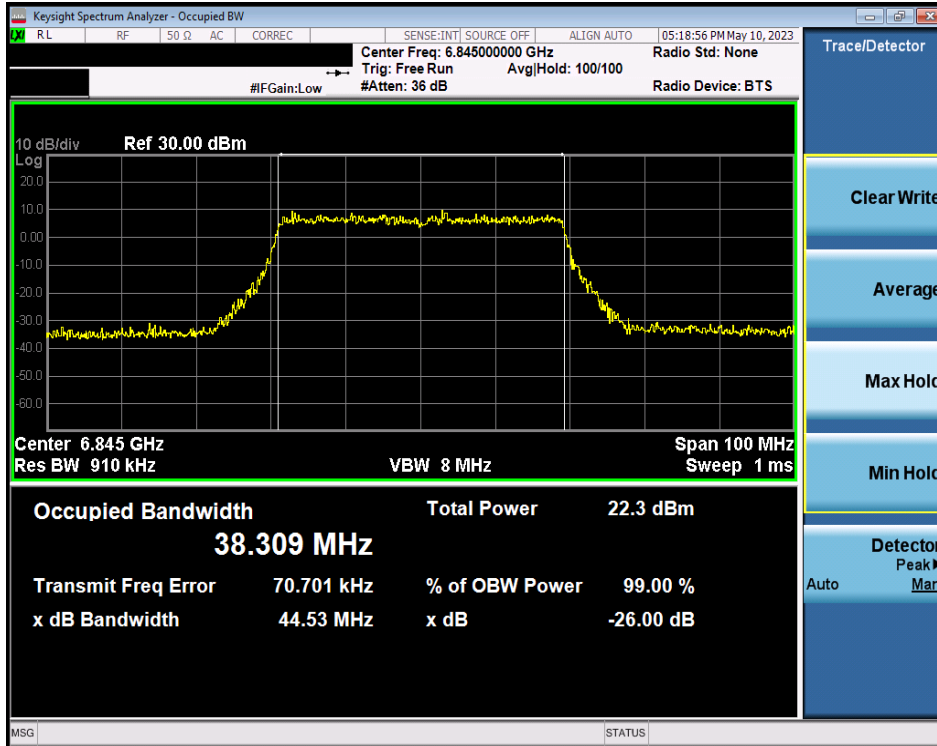 Keysight Spectrum Analyzer - Occupied BW
LXI RL RF 50 Ω AC CORREC SENSE:INT SOURCE OFF ALIGN AUTO 05:18:56 PM May 10, 2023
Center Freq: 6.845000000 GHz Radio Std: None
Trig: Free Run Avg|Hold: 100/100
#IFGain:Low #Atten: 36 dB Radio Device: BTS
Trace/Detector
10 dB/div Ref 30.00 dBm
Log
20.0
10.0
0.00
-10.0
-20.0
-30.0
-40.0
-50.0
-60.0
Center 6.845 GHz Span 100 MHz
Res BW 910 kHz VBW 8 MHz Sweep 1 ms
Occupied Bandwidth Total Power 22.3 dBm
38.309 MHz
Transmit Freq Error 70.701 kHz % of OBW Power 99.00 %
x dB Bandwidth 44.53 MHz x dB -26.00 dB
Clear Write
Average
Max Hold
Min Hold
Detector
Peak
Auto Man
MSG STATUS